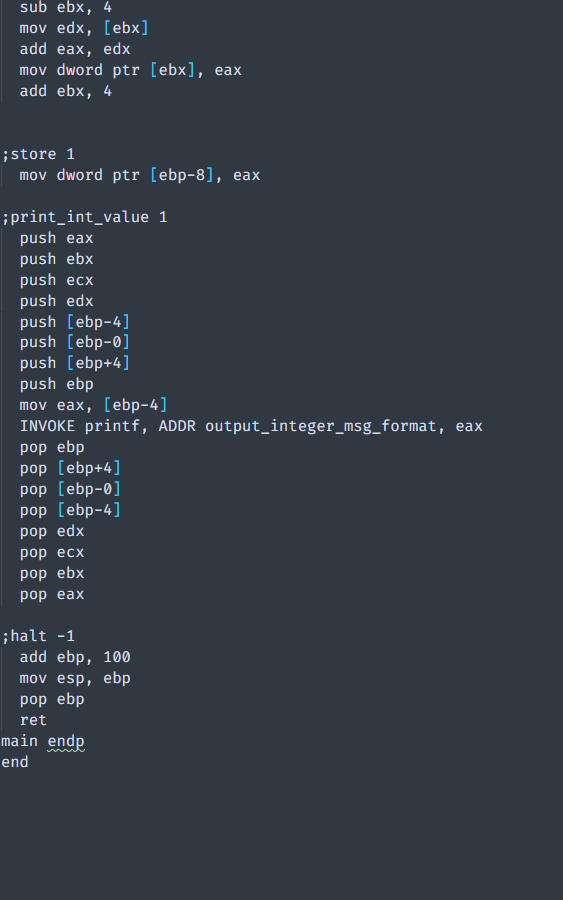 sub ebx, 4
mov edx, [ebx]
add eax, edx
mov dword ptr [ebx], eax
add ebx, 4
;store 1
mov dword ptr [ebp-8], eax
;print_int_value 1
push eax
push ebx
push ecx
push edx
push [ebp-4]
push [ebp-0]
push [ebp+4]
push ebp
mov eax, [ebp-4]
INVOKE printf, ADDR output_integer_msg_format, eax
pop ebp
pop [ebp+4]
pop [ebp-0]
pop [ebp-4]
pop edx
pop ecx
pop ebx
pop eax
;halt -1
add ebp, 100
mov esp, ebp
pop ebp
ret
main endp
end